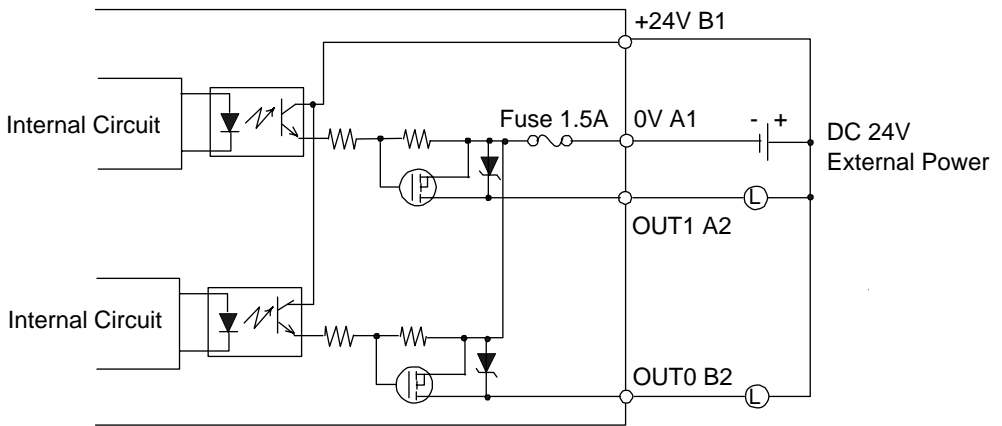 +24V B1
Internal Circuit
Fuse 1.5A
0V A1
- +
DC 24V
External Power
L
OUT1 A2
Internal Circuit
OUT0 B2
L